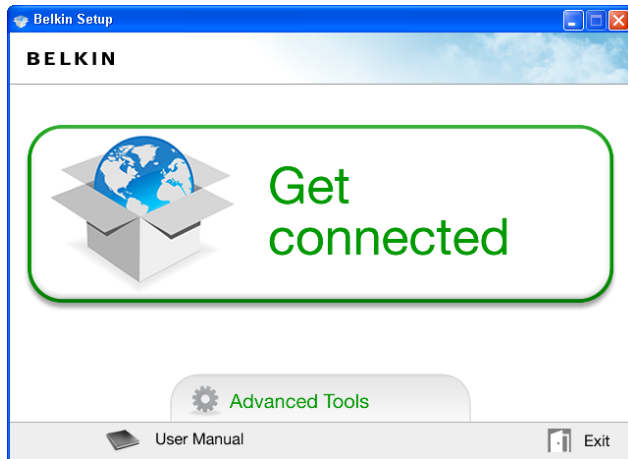 Belkin Setup
BELKIN
Get
connected
Advanced Tools
User Manual
Exit